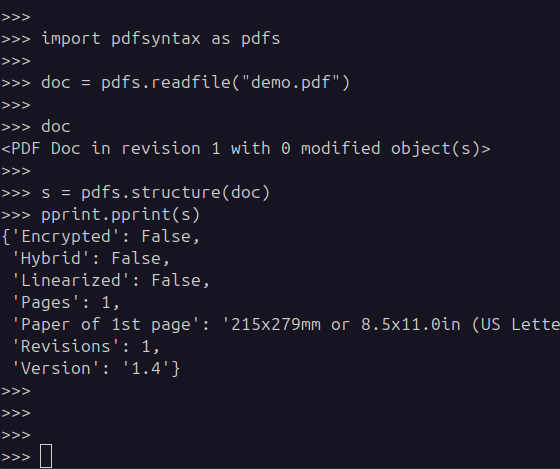 >>>
>>> import pdfsyntax as pdfs
>>>
>>> doc = pdfs.readfile("demo.pdf")
>>>
>>> doc
<PDF Doc in revision 1 with 0 modified object(s)>
>>>
>>> s = pdfs.structure(doc)
>>> pprint.pprint(s)
{'Encrypted': False,
 'Hybrid': False,
 'Linearized': False,
 'Pages': 1,
 'Paper of 1st page': '215x279mm or 8.5x11.0in (US Lette
 'Revisions': 1,
 'Version': '1.4'}
>>>
>>>
>>>
>>>